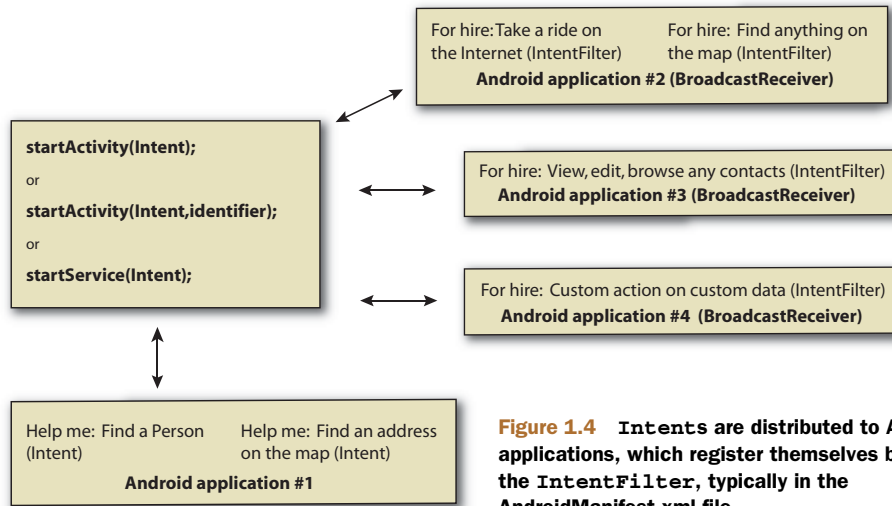 For hire:Take a ride on
the Internet (IntentFilter)
For hire: Find anything on
the map (IntentFilter)
Android application #2 (BroadcastReceiver)
startActivity(Intent);
or
startActivity(Intent,identifier);
or
startService(Intent);
For hire: View, edit, browse any contacts (IntentFilter)
Android application #3 (BroadcastReceiver)
For hire: Custom action on custom data (IntentFilter)
Android application #4 (BroadcastReceiver)
Help me: Find a Person
(Intent)
Help me: Find an address
on the map (Intent)
Android application #1
Figure 1.4 Intents are distributed to
applications, which register themselves
the IntentFilter, typically in the
AndroidManifest.xml file